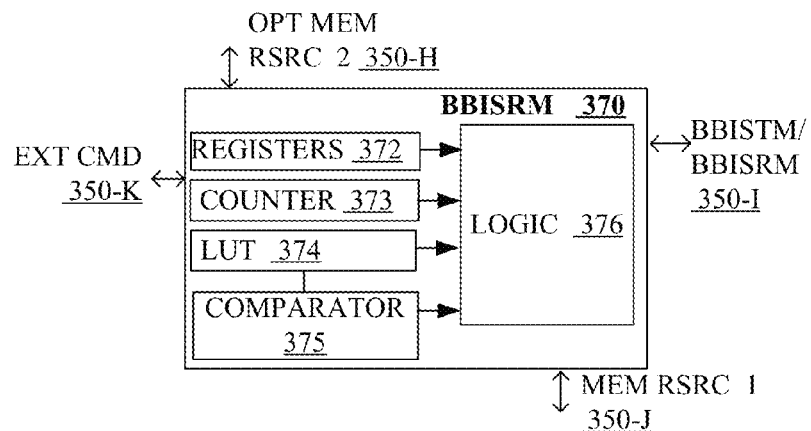 OPT MEM
RSRC 2 350-H
BBISRM 370
REGISTERS 372
BBISTM/
BBISRM
350-I
EXT CMD
350-K
COUNTER 373
LOGIC 376
LUT 374
COMPARATOR
375
MEM RSRC 1
350-J